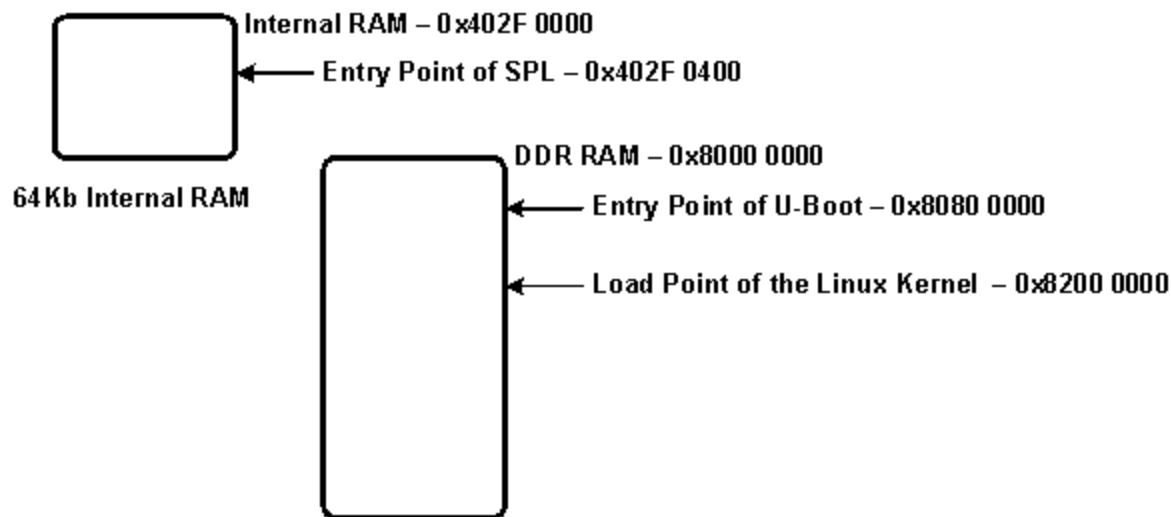 Internal RAM – 0x402F 0000
Entry Point of SPL – 0x402F 0400
64Kb Internal RAM
DDR RAM – 0x8000 0000
Entry Point of U-Boot – 0x8080 0000
Load Point of the Linux Kernel – 0x8200 0000